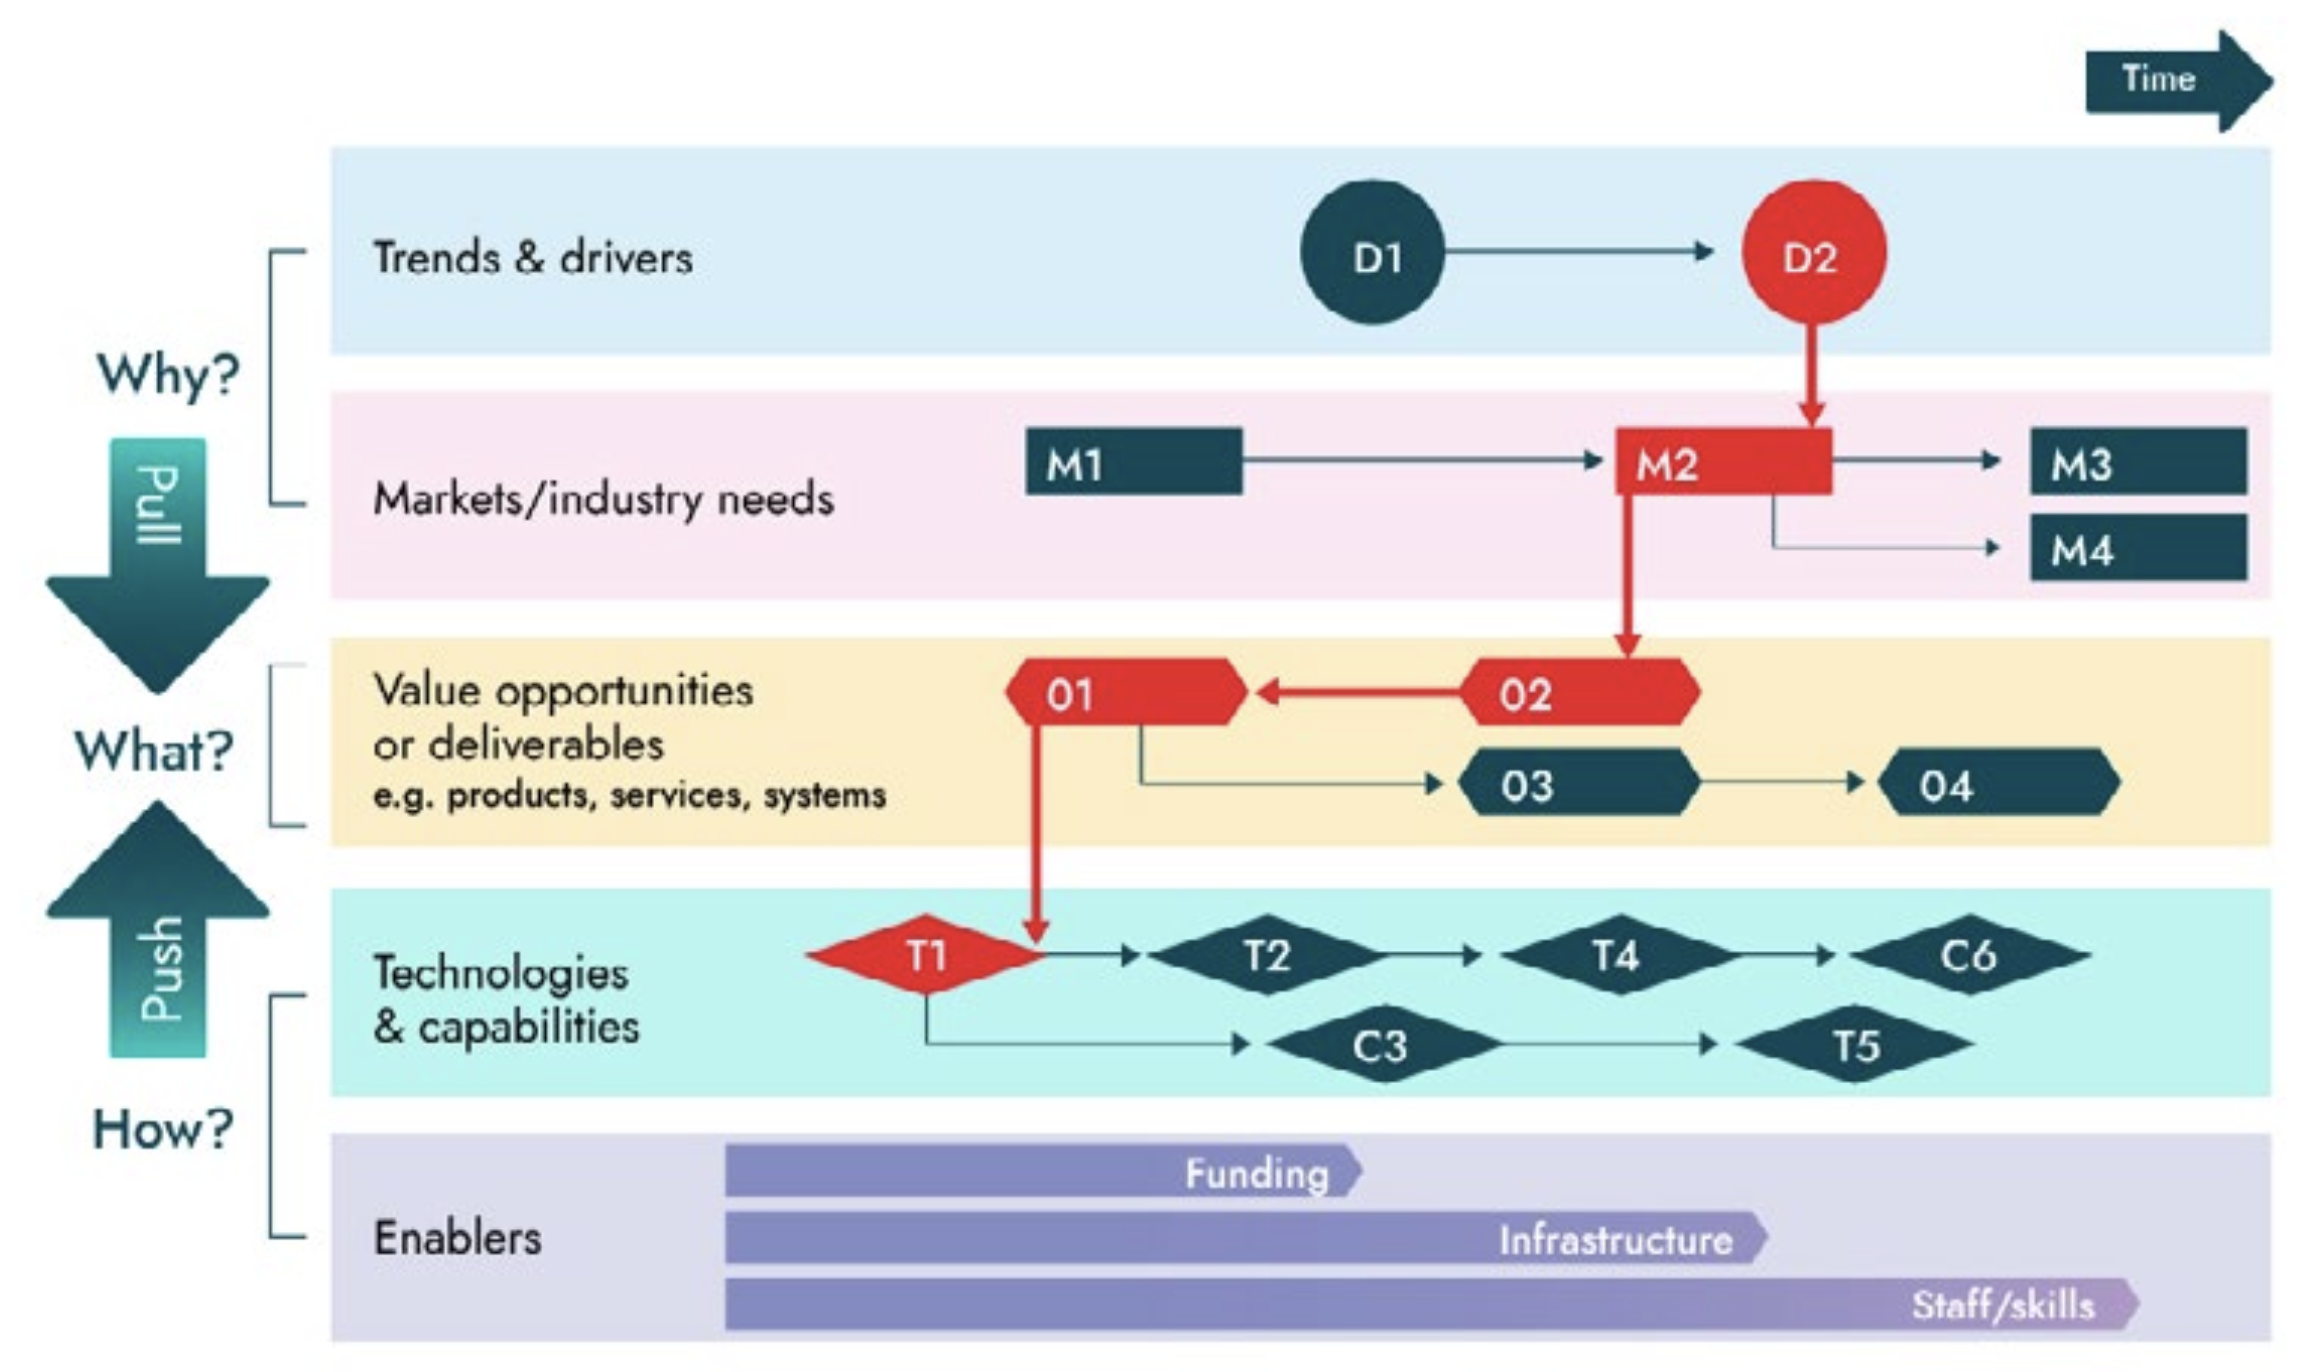 Time
Trends & drivers
D1
D2
Why?
Pull
Markets/industry needs
M1
M2
M3
M4
What?
Value opportunities
or deliverables
e.g. products, services, systems
01
02
03
04
Push
Technologies
& capabilities
T1
T2
T4
C6
C3
T5
How?
Enablers
Funding
Infrastructure
Staff/skills